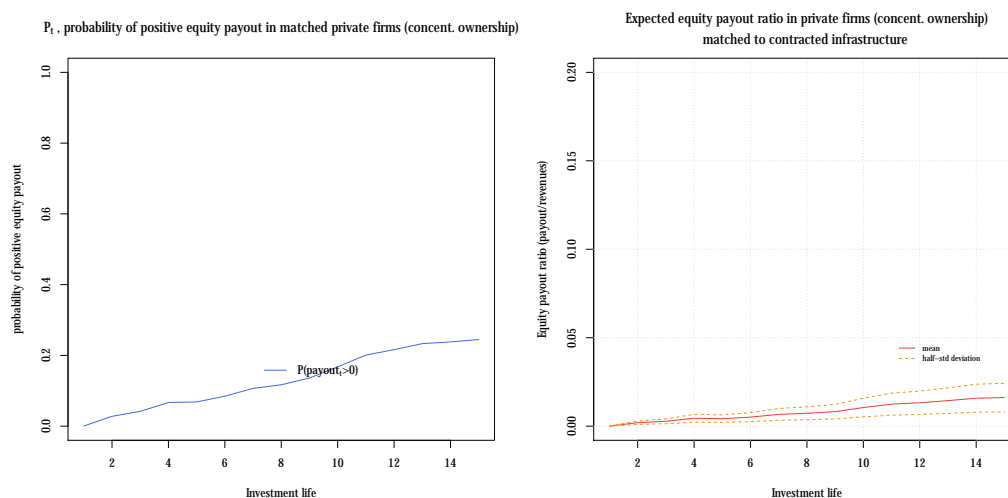 P_t , probability of positive equity payout in matched private firms (concent. ownership)
probability of positive equity payout
1.0
0.8
0.6
0.4
0.2
0.0
P(payout_t>0)
2 4 6 8 10 12 14
Investment life
Expected equity payout ratio in private firms (concent. ownership)
matched to contracted infrastructure
Equity payout ratio (payout/revenues)
0.20
0.15
0.10
0.05
0.00
mean
half-std deviation
2 4 6 8 10 12 14
Investment life